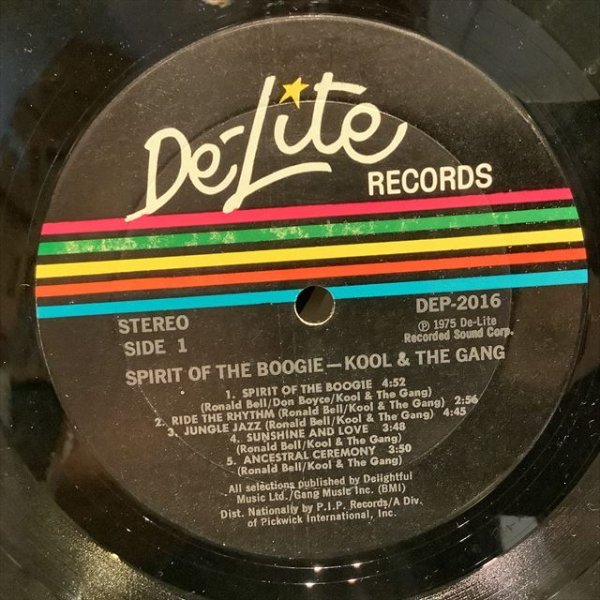 De-Lite
RECORDS
DEP-2016
℗ 1975 De-Lite
Recorded Sound Corp.
STEREO
SIDE 1
SPIRIT OF THE BOOGIE—KOOL & THE GANG
1. SPIRIT OF THE BOOGIE 4:52
(Ronald Bell/Don Boyce/Kool & The Gang)
2. RIDE THE RHYTHM (Ronald Bell/Kool & The Gang) 2:56
3. JUNGLE JAZZ (Ronald Bell/Kool & The Gang) 4:45
4. SUNSHINE AND LOVE 3:48
(Ronald Bell/Kool & The Gang)
5. ANCESTRAL CEREMONY 3:50
(Ronald Bell/Kool & The Gang)
All selections published by Delightful
Music Ltd./Gang Music Inc. (BMI)
Dist. Nationally by P.I.P. Records/A Div.
of Pickwick International, Inc.